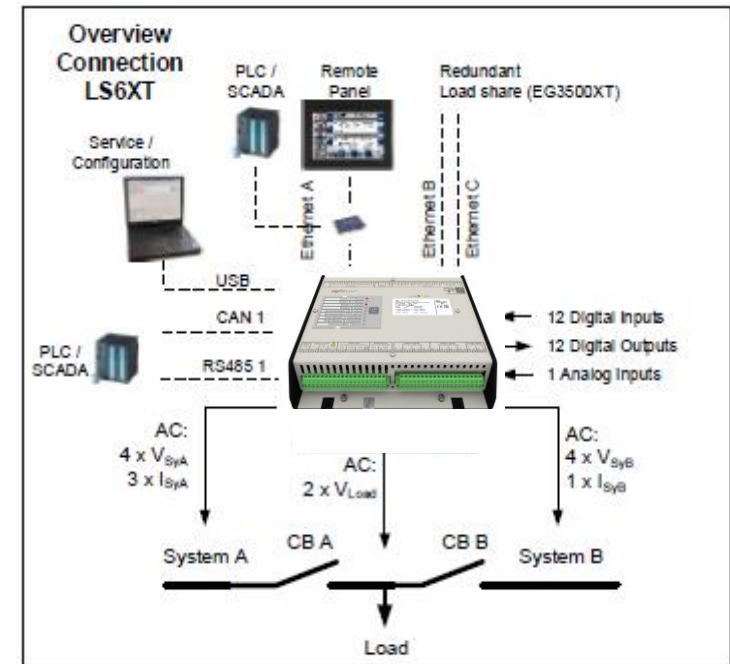 Overview
Connection
LS6XT
PLC /
SCADA
Remote
Panel
Redundant
Load share (EG3500XT)
Service /
Configuration
Ethernet A
Ethernet B
Ethernet C
USB
CAN 1
12 Digital Inputs
12 Digital Outputs
PLC /
SCADA
RS485 1
1 Analog Inputs
AC:
4 x VSyA
3 x ISyA
AC:
2 x VLoad
AC:
4 x VSyB
1 x ISyB
System A
CB A
CB B
System B
Load